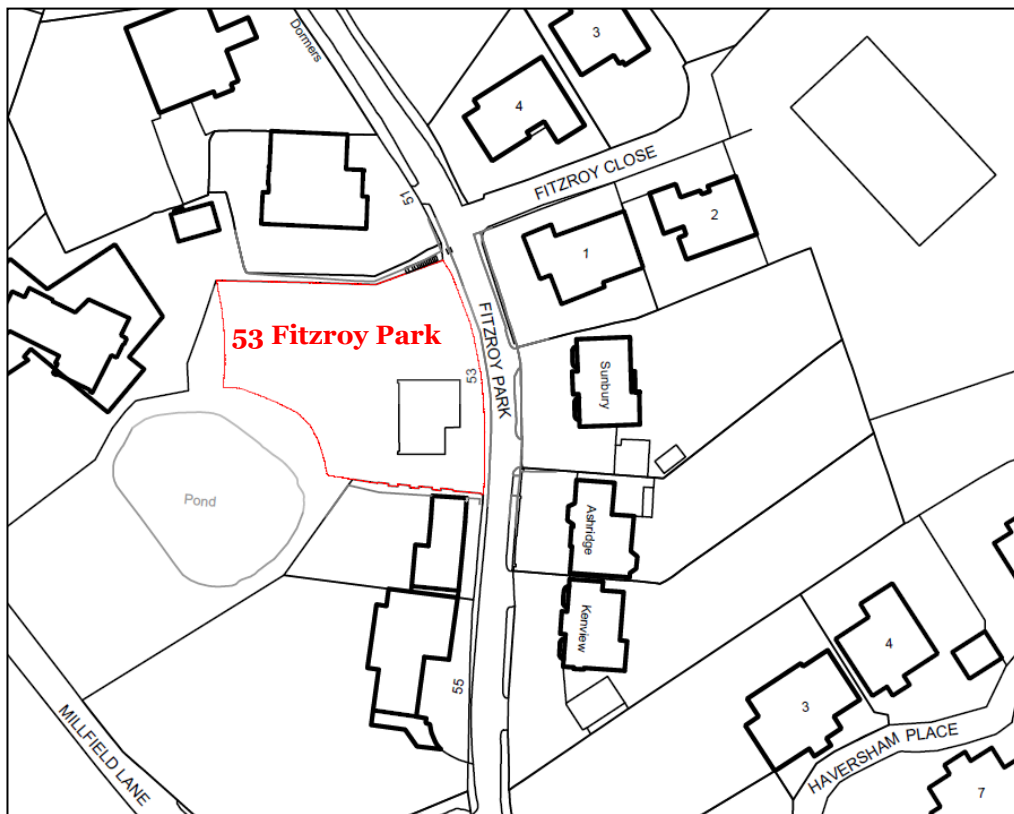 Dormers
3
4
FITZROY CLOSE
51
2
1
53 Fitzroy Park
FITZROY PARK
53
Sunbury
Pond
Ashridge
Kenview
4
55
3
MILLFIELD LANE
HAVERSHAM PLACE
7